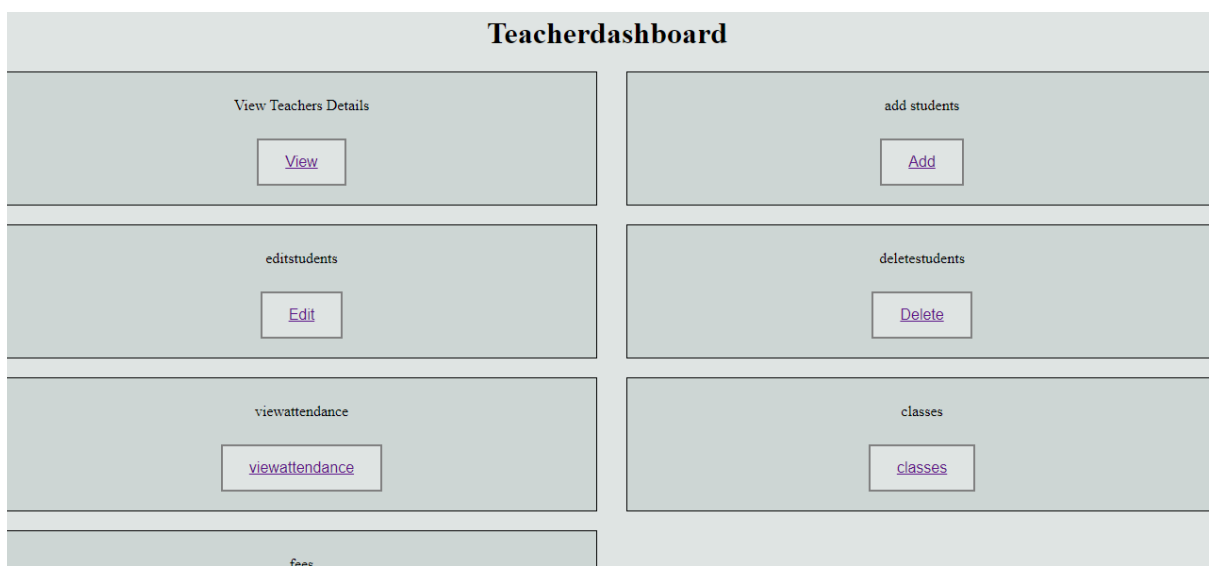 Teacherdashboard
View Teachers Details
View
add students
Add
editstudents
Edit
deletestudents
Delete
viewattendance
viewattendance
classes
classes
fees